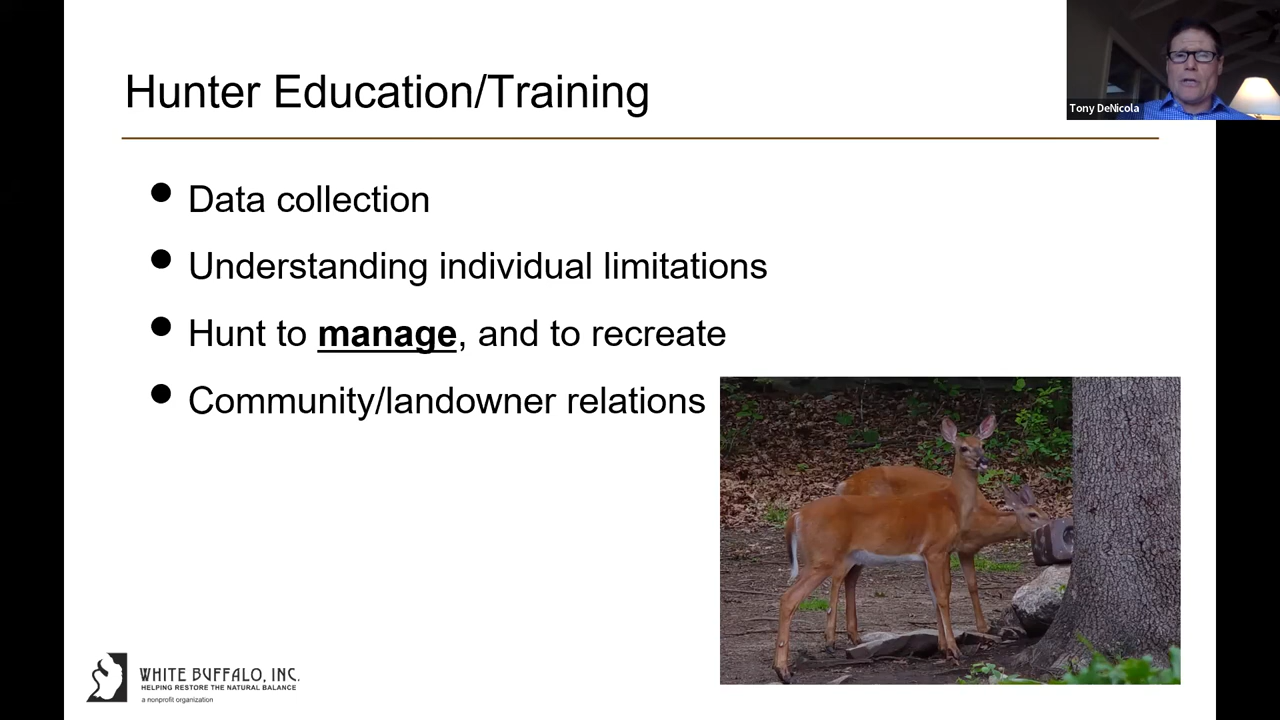 Hunter Education/Training
Tony DeNicola
Data collection
Understanding individual limitations
Hunt to manage, and to recreate
Community/landowner relations
WHITE BUFFALO, INC.
HELPING RESTORE THE NATURAL BALANCE
a nonprofit organization